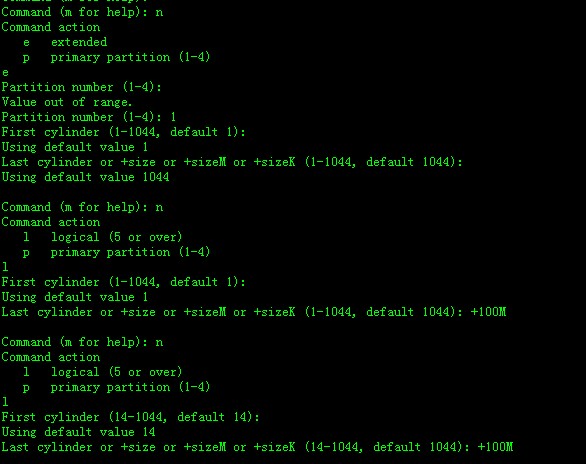 Command (m for help): n
Command action
   e   extended
   p   primary partition (1-4)
e
Partition number (1-4):
Value out of range.
Partition number (1-4): 1
First cylinder (1-1044, default 1):
Using default value 1
Last cylinder or +size or +sizeM or +sizeK (1-1044, default 1044):
Using default value 1044

Command (m for help): n
Command action
   l   logical (5 or over)
   p   primary partition (1-4)
l
First cylinder (1-1044, default 1):
Using default value 1
Last cylinder or +size or +sizeM or +sizeK (1-1044, default 1044): +100M

Command (m for help): n
Command action
   l   logical (5 or over)
   p   primary partition (1-4)
l
First cylinder (14-1044, default 14):
Using default value 14
Last cylinder or +size or +sizeM or +sizeK (14-1044, default 14): +100M